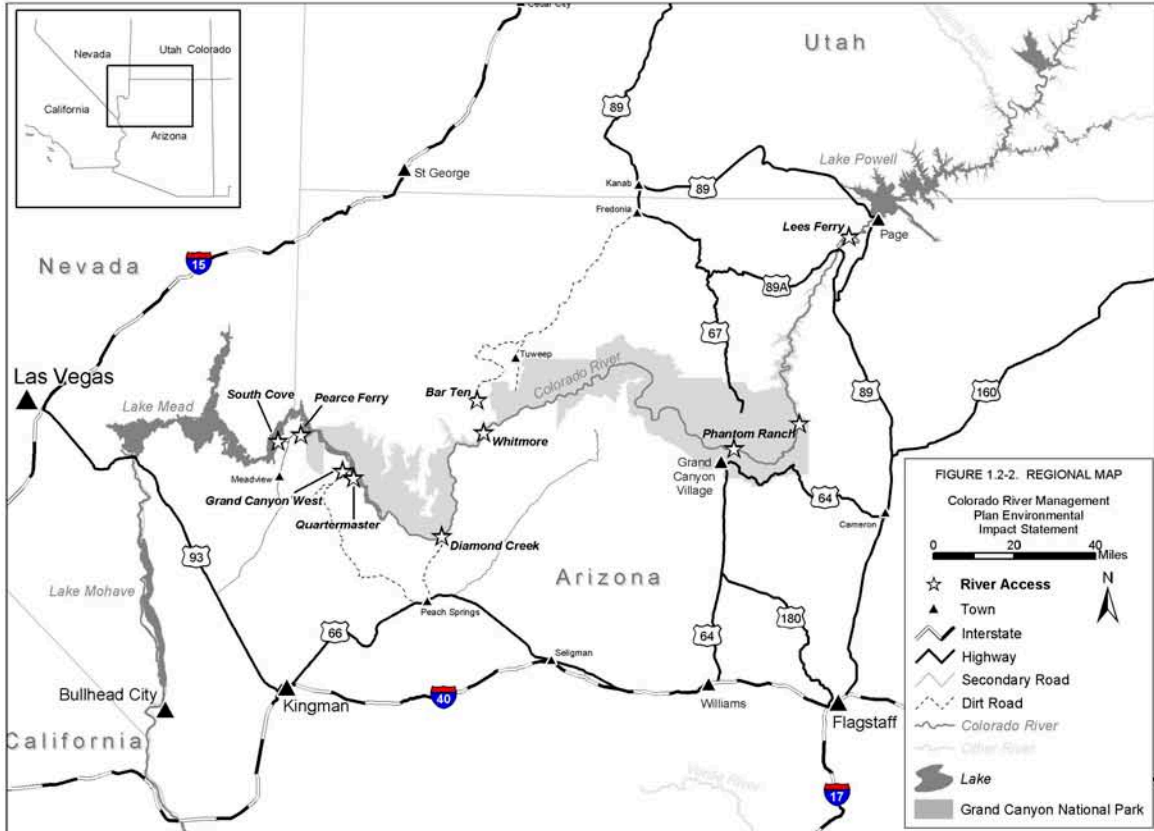 Cedar City
Nevada
Utah
Colorado
California
Arizona
Utah
89
Lake Powell
St George
Kanab
89
Fredonia
Lees Ferry
Page
Nevada
15
89A
67
Tuweep
Colorado River
Las Vegas
Lake Mead
South Cove
Pearce Ferry
Bar Ten
89
160
Whitmore
Phantom Ranch
Meadview
Grand Canyon West
Grand
Canyon
Village
Quartermaster
64
Cameron
Diamond Creek
93
Arizona
Lake Mohave
Peach Springs
66
64
180
Seligman
Bullhead City
Kingman
40
Williams
Flagstaff
California
Verde River
17
FIGURE 1.2-2. REGIONAL MAP
Colorado River Management
Plan Environmental
Impact Statement
0 20 40
Miles
N
River Access
Town
Interstate
Highway
Secondary Road
Dirt Road
Colorado River
Other River
Lake
Grand Canyon National Park